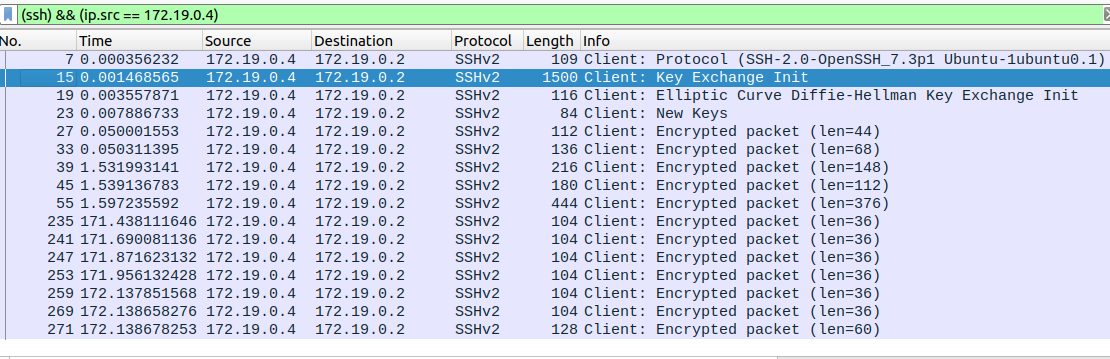 (ssh) && (ip.src == 172.19.0.4)
No. Time Source Destination Protocol Length Info
7 0.000356232 172.19.0.4 172.19.0.2 SSHv2 109 Client: Protocol (SSH-2.0-OpenSSH_7.3p1 Ubuntu-1ubuntu0.1)
15 0.001468565 172.19.0.4 172.19.0.2 SSHv2 1500 Client: Key Exchange Init
19 0.003557871 172.19.0.4 172.19.0.2 SSHv2 116 Client: Elliptic Curve Diffie-Hellman Key Exchange Init
23 0.007886733 172.19.0.4 172.19.0.2 SSHv2 84 Client: New Keys
27 0.050001553 172.19.0.4 172.19.0.2 SSHv2 112 Client: Encrypted packet (len=44)
33 0.050311395 172.19.0.4 172.19.0.2 SSHv2 136 Client: Encrypted packet (len=68)
39 1.531993141 172.19.0.4 172.19.0.2 SSHv2 216 Client: Encrypted packet (len=148)
45 1.539136783 172.19.0.4 172.19.0.2 SSHv2 180 Client: Encrypted packet (len=112)
55 1.597235592 172.19.0.4 172.19.0.2 SSHv2 444 Client: Encrypted packet (len=376)
235 171.438111646 172.19.0.4 172.19.0.2 SSHv2 104 Client: Encrypted packet (len=36)
241 171.690081136 172.19.0.4 172.19.0.2 SSHv2 104 Client: Encrypted packet (len=36)
247 171.871623132 172.19.0.4 172.19.0.2 SSHv2 104 Client: Encrypted packet (len=36)
253 171.956132428 172.19.0.4 172.19.0.2 SSHv2 104 Client: Encrypted packet (len=36)
259 172.137851568 172.19.0.4 172.19.0.2 SSHv2 104 Client: Encrypted packet (len=36)
269 172.138658276 172.19.0.4 172.19.0.2 SSHv2 104 Client: Encrypted packet (len=36)
271 172.138678253 172.19.0.4 172.19.0.2 SSHv2 128 Client: Encrypted packet (len=60)